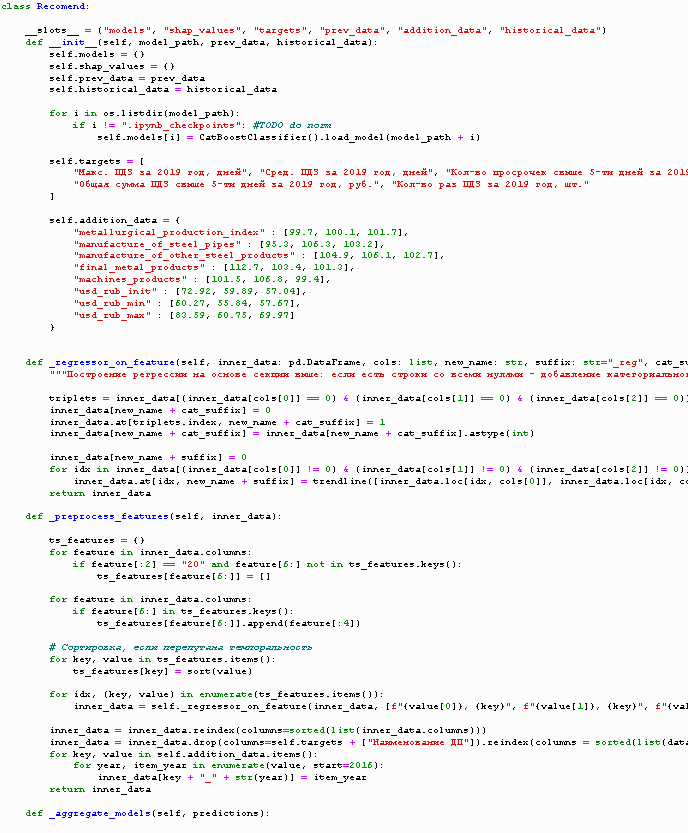 class Recomend:
__slots__ = ("models", "shap_values", "targets", "prev_data", "addition_data", "historical_data")
def __init__(self, model_path, prev_data, historical_data):
self.models = {}
self.shap_values = {}
self.prev_data = prev_data
self.historical_data = historical_data
for i in os.listdir(model_path):
if i != ".ipynb_checkpoints": #TODO do norm
self.models[i] = CatBoostClassifier().load_model(model_path + i)
self.targets = [
"Макс. ПДЗ за 2019 год, дней", "Сред. ПДЗ за 2019 год, дней", "Кол-во просрочек свыше 5-ти дней за 2019
"Общая сумма ПДЗ свыше 5-ти дней за 2019 год, руб.", "Кол-во раз ПДЗ за 2019 год, шт."
]
self.addition_data = {
"metallurgical_production_index" : [99.7, 100.1, 101.7],
"manufacture_of_steel_pipes" : [95.3, 106.3, 103.2],
"manufacture_of_other_steel_products" : [104.9, 106.1, 102.7],
"final_metal_products" : [112.7, 103.4, 101.3],
"machines_products" : [101.5, 106.8, 99.4],
"usd_rub_init" : [72.92, 59.89, 57.04],
"usd_rub_min" : [60.27, 55.84, 57.67],
"usd_rub_max" : [83.59, 60.75, 69.97]
}
def _regressor_on_feature(self, inner_data: pd.DataFrame, cols: list, new_name: str, suffix: str="_reg", cat_su
"""Построение регрессии на основе секции выше: если есть строки со всеми нулями - добавление категориально
triplets = inner_data[(inner_data[cols[0]] == 0) & (inner_data[cols[1]] == 0) & (inner_data[cols[2]] == 0)]
inner_data[new_name + cat_suffix] = 0
inner_data.at[triplets.index, new_name + cat_suffix] = 1
inner_data[new_name + cat_suffix] = inner_data[new_name + cat_suffix].astype(int)
inner_data[new_name + suffix] = 0
for idx in inner_data[(inner_data[cols[0]] != 0) & (inner_data[cols[1]] != 0) & (inner_data[cols[2]] != 0)]
inner_data.at[idx, new_name + suffix] = trendline([inner_data.loc[idx, cols[0]], inner_data.loc[idx, co
return inner_data
def _preprocess_features(self, inner_data):
ts_features = {}
for feature in inner_data.columns:
if feature[:2] == "20" and feature[6:] not in ts_features.keys():
ts_features[feature[6:]] = []
for feature in inner_data.columns:
if feature[6:] in ts_features.keys():
ts_features[feature[6:]].append(feature[:4])
# Сортировка, если перепутана темпоральность
for key, value in ts_features.items():
ts_features[key] = sort(value)
for idx, (key, value) in enumerate(ts_features.items()):
inner_data = self._regressor_on_feature(inner_data, [f"{value[0]}, {key}", f"{value[1]}, {key}", f"{val
inner_data = inner_data.reindex(columns=sorted(list(inner_data.columns)))
inner_data = inner_data.drop(columns=self.targets + ["Наименование ДП"]).reindex(columns = sorted(list(data
for key, value in self.addition_data.items():
for year, item_year in enumerate(value, start=2016):
inner_data[key + "_" + str(year)] = item_year
return inner_data
def _aggregate_models(self, predictions):